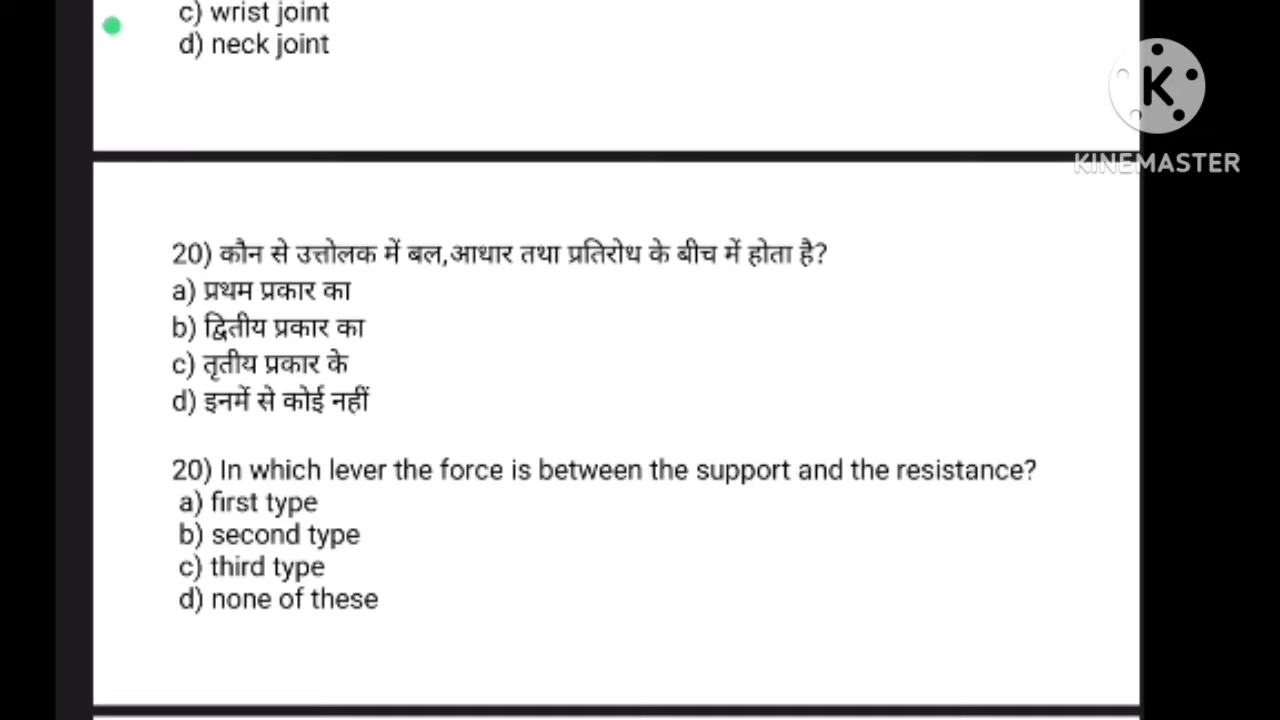 c) wrist joint
d) neck joint
K
KINEMASTER
20) कौन से उत्तोलक में बल,आधार तथा प्रतिरोध के बीच में होता है?
a) प्रथम प्रकार का
b) द्वितीय प्रकार का
c) तृतीय प्रकार के
d) इनमें से कोई नहीं
20) In which lever the force is between the support and the resistance?
a) first type
b) second type
c) third type
d) none of these